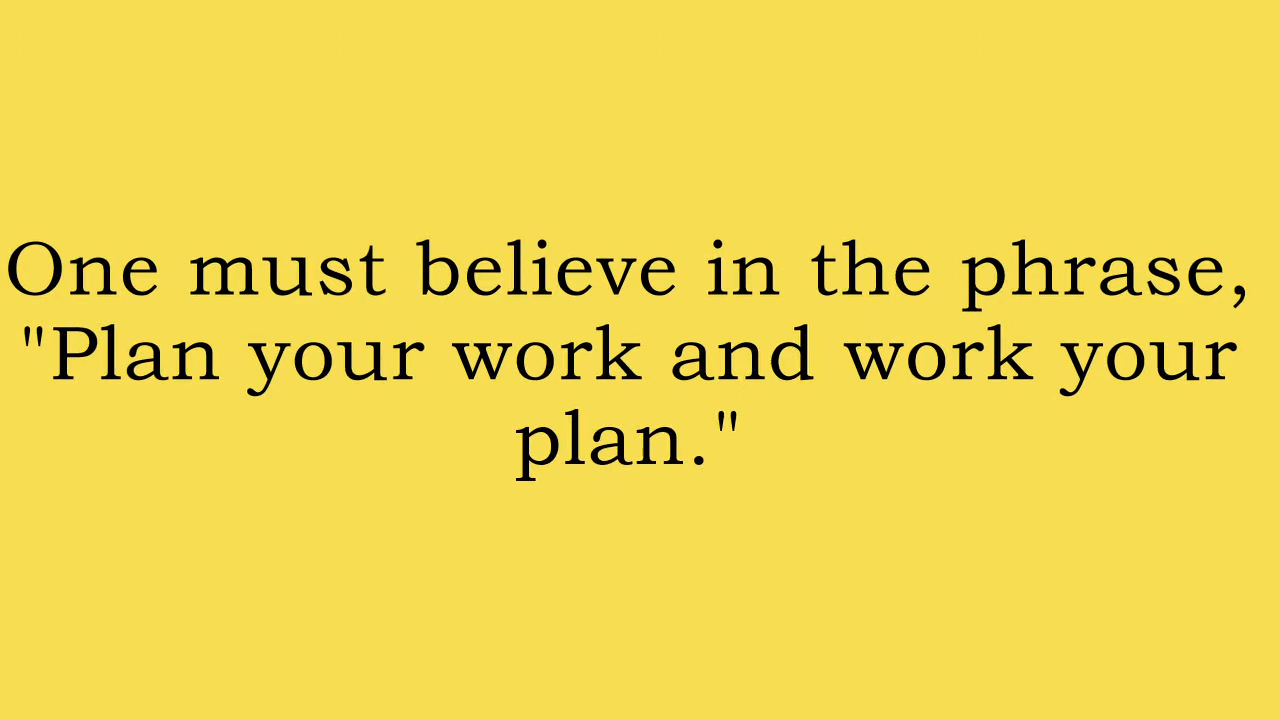 One must believe in the phrase,
"Plan your work and work your
plan."